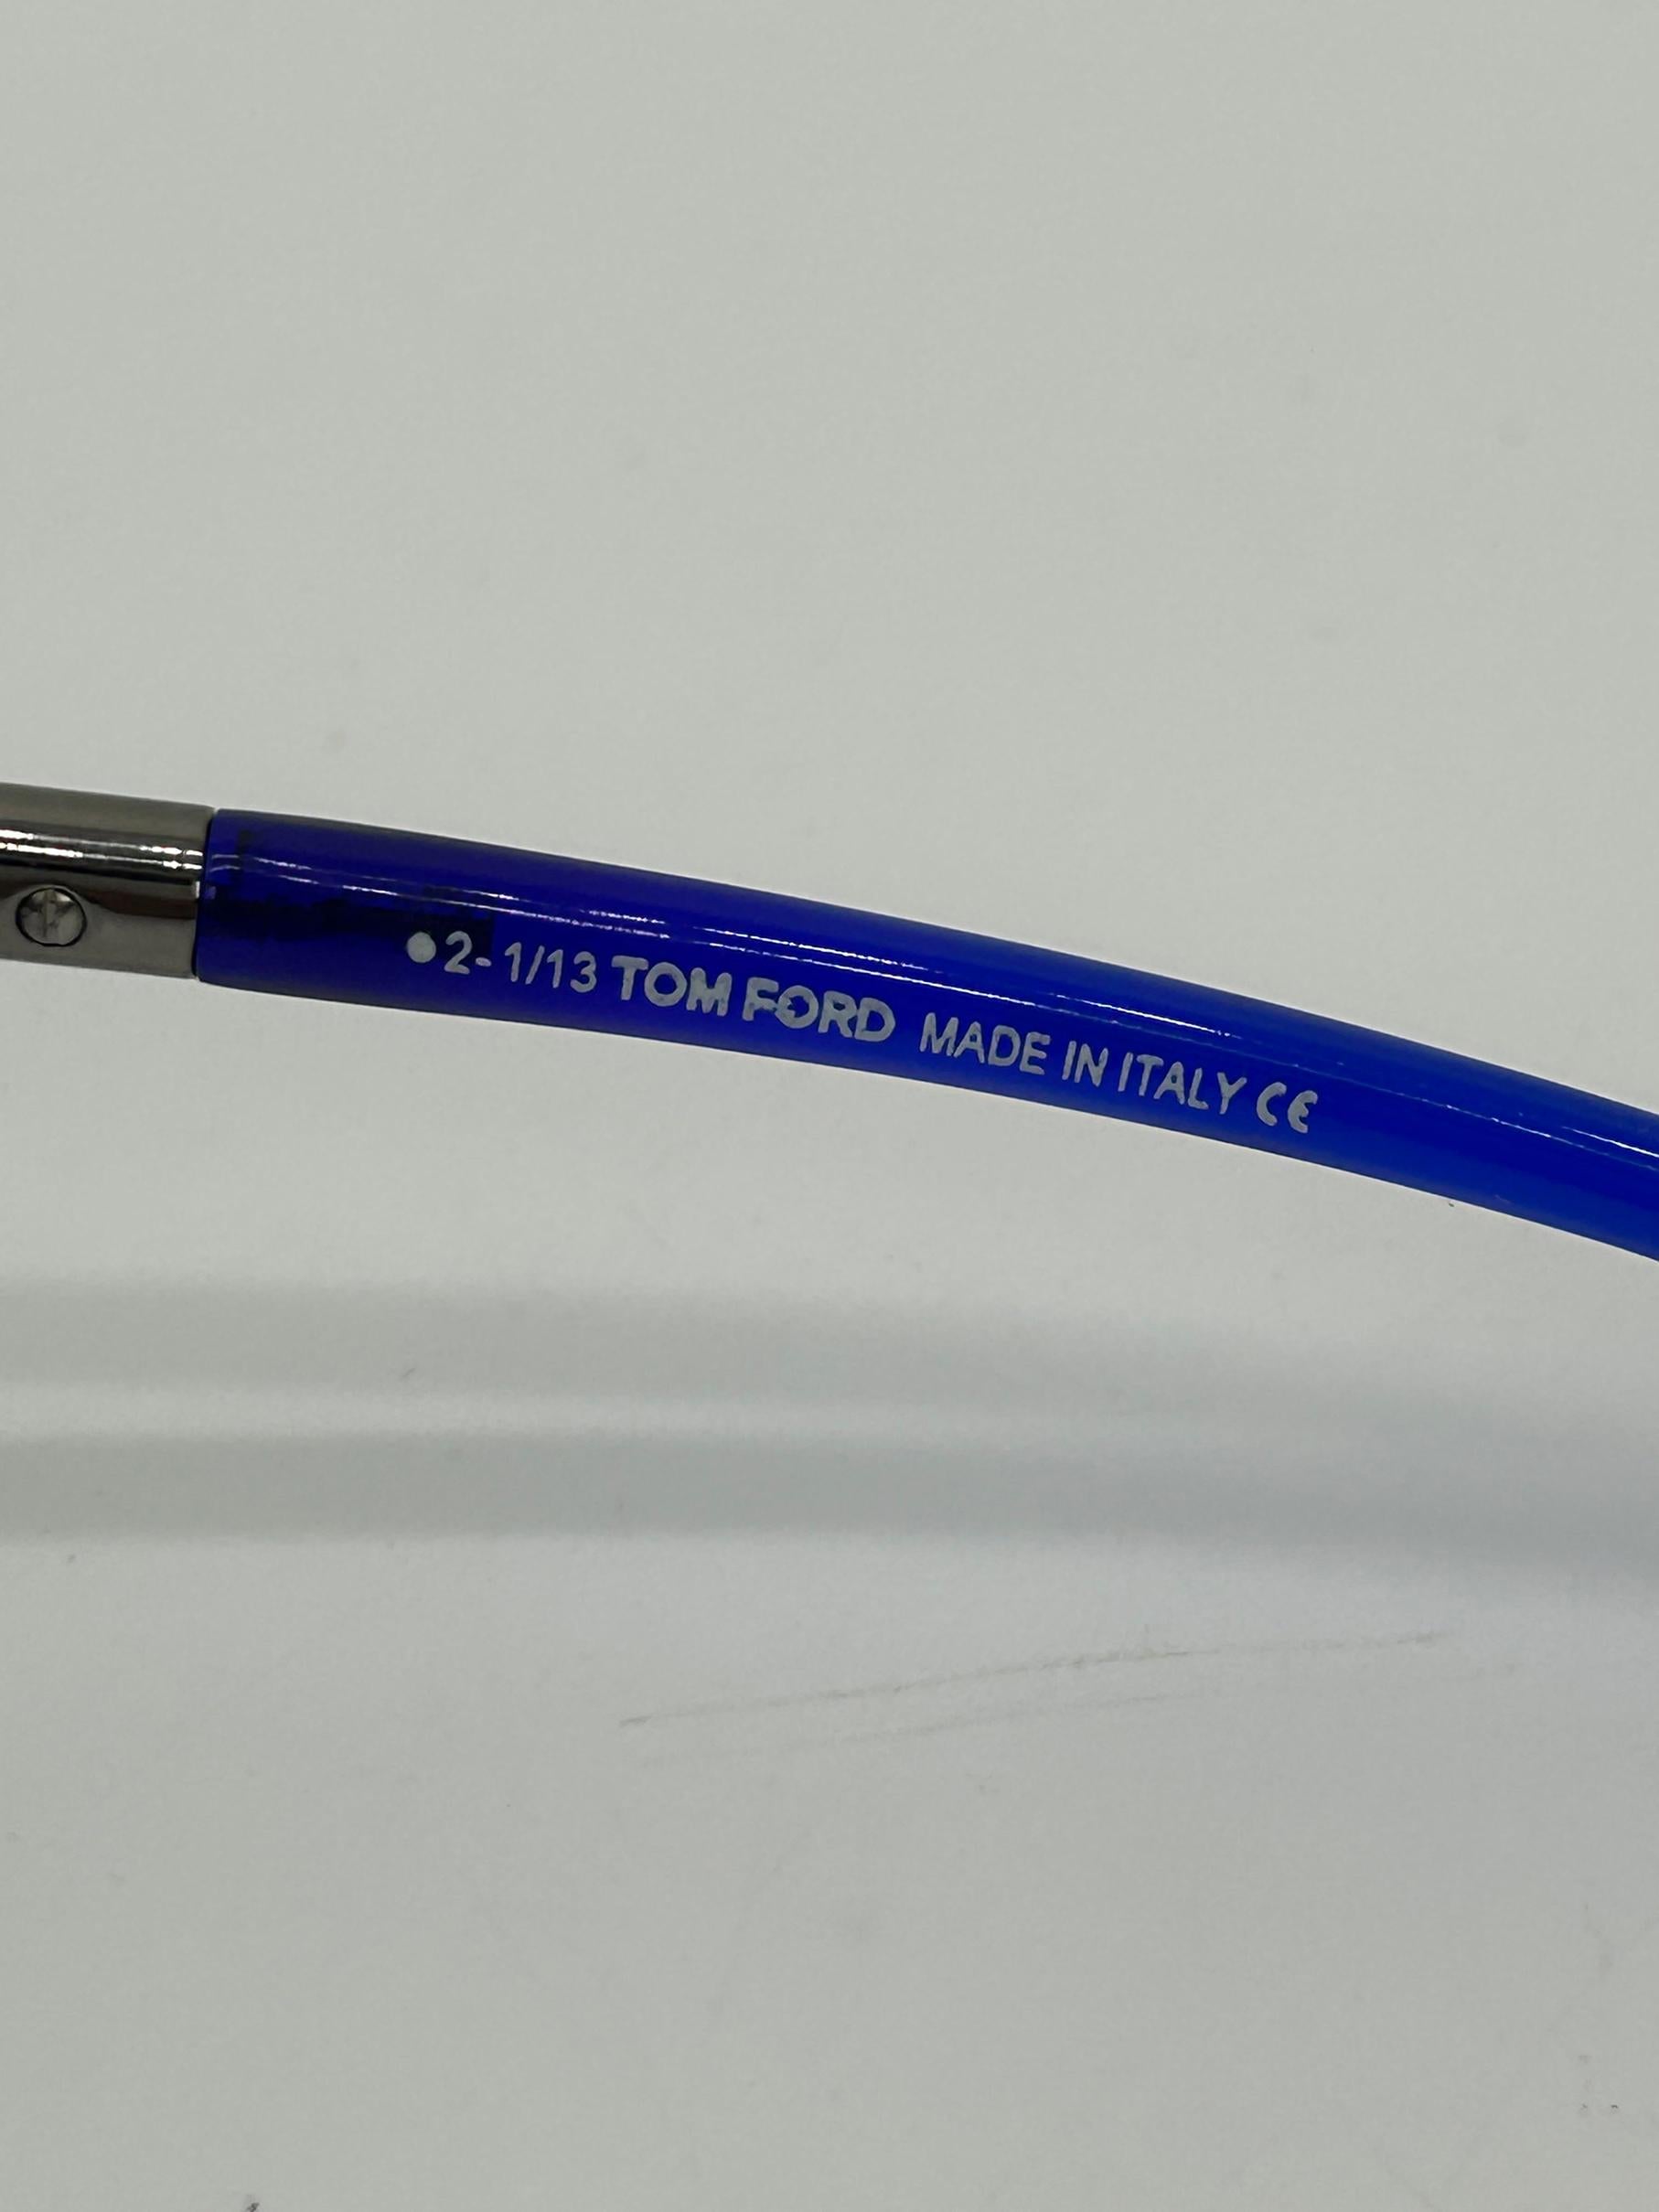 ●2-1/13 TOM FORD MADE IN ITALY CE